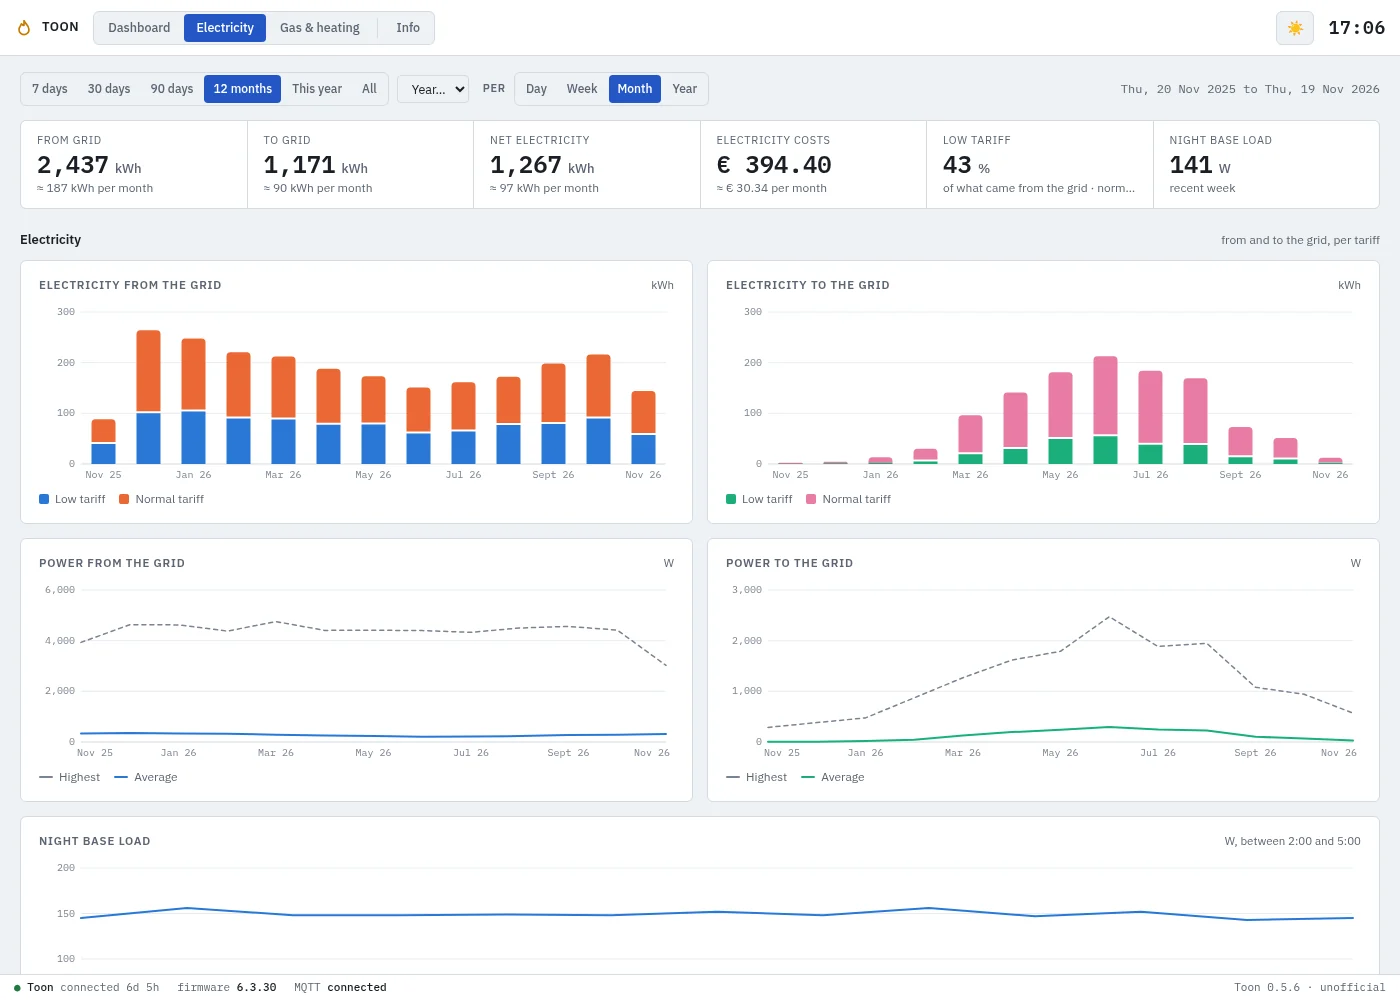 TOON
Dashboard Electricity Gas & heating Info
17:06
7 days 30 days 90 days 12 months This year All Year... PER Day Week Month Year
Thu, 20 Nov 2025 to Thu, 19 Nov 2026
FROM GRID
2,437 kWh
≈ 187 kWh per month
TO GRID
1,171 kWh
≈ 90 kWh per month
NET ELECTRICITY
1,267 kWh
≈ 97 kWh per month
ELECTRICITY COSTS
€ 394.40
≈ € 30.34 per month
LOW TARIFF
43 %
of what came from the grid · norm...
NIGHT BASE LOAD
141 W
recent week
Electricity
from and to the grid, per tariff
ELECTRICITY FROM THE GRID kWh
300
200
100
0
Nov 25 Jan 26 Mar 26 May 26 Jul 26 Sept 26 Nov 26
Low tariff Normal tariff
ELECTRICITY TO THE GRID kWh
300
200
100
0
Nov 25 Jan 26 Mar 26 May 26 Jul 26 Sept 26 Nov 26
Low tariff Normal tariff
POWER FROM THE GRID W
6,000
4,000
2,000
0
Nov 25 Jan 26 Mar 26 May 26 Jul 26 Sept 26 Nov 26
Highest Average
POWER TO THE GRID W
3,000
2,000
1,000
0
Nov 25 Jan 26 Mar 26 May 26 Jul 26 Sept 26 Nov 26
Highest Average
NIGHT BASE LOAD W, between 2:00 and 5:00
200
150
100
Toon connected 6d 5h firmware 6.3.30 MQTT connected
Toon 0.5.6 · unofficial